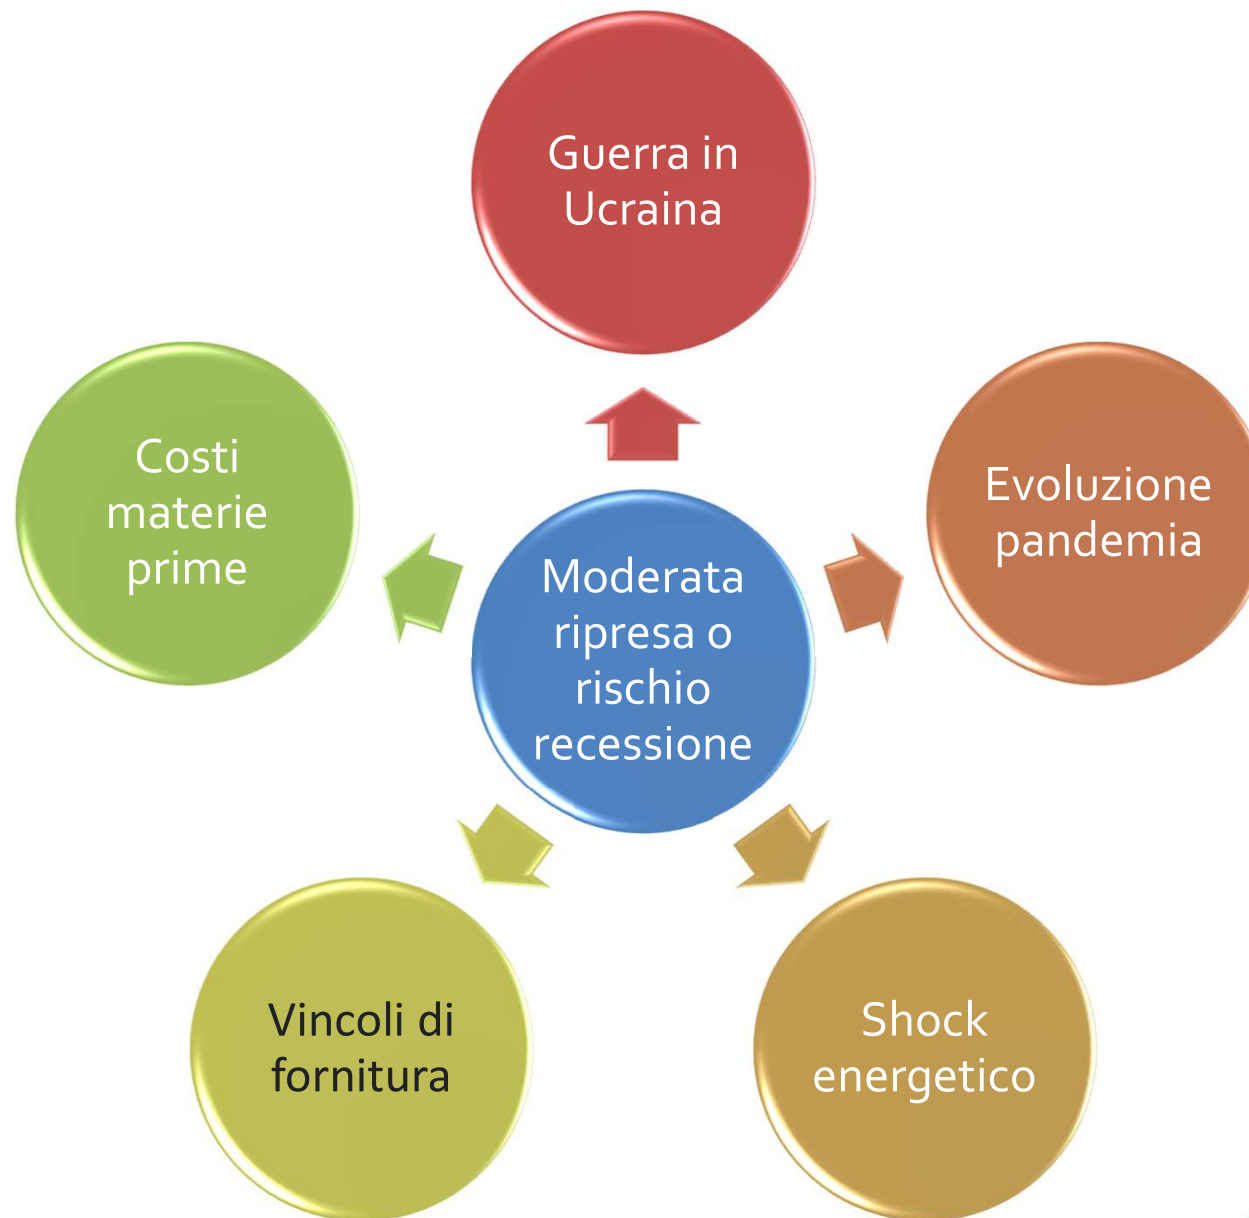 Guerra in
Ucraina
Costi
materie
prime
Evoluzione
pandemia
Moderata
ripresa o
rischio
recessione
Vincoli di
fornitura
Shock
energetico